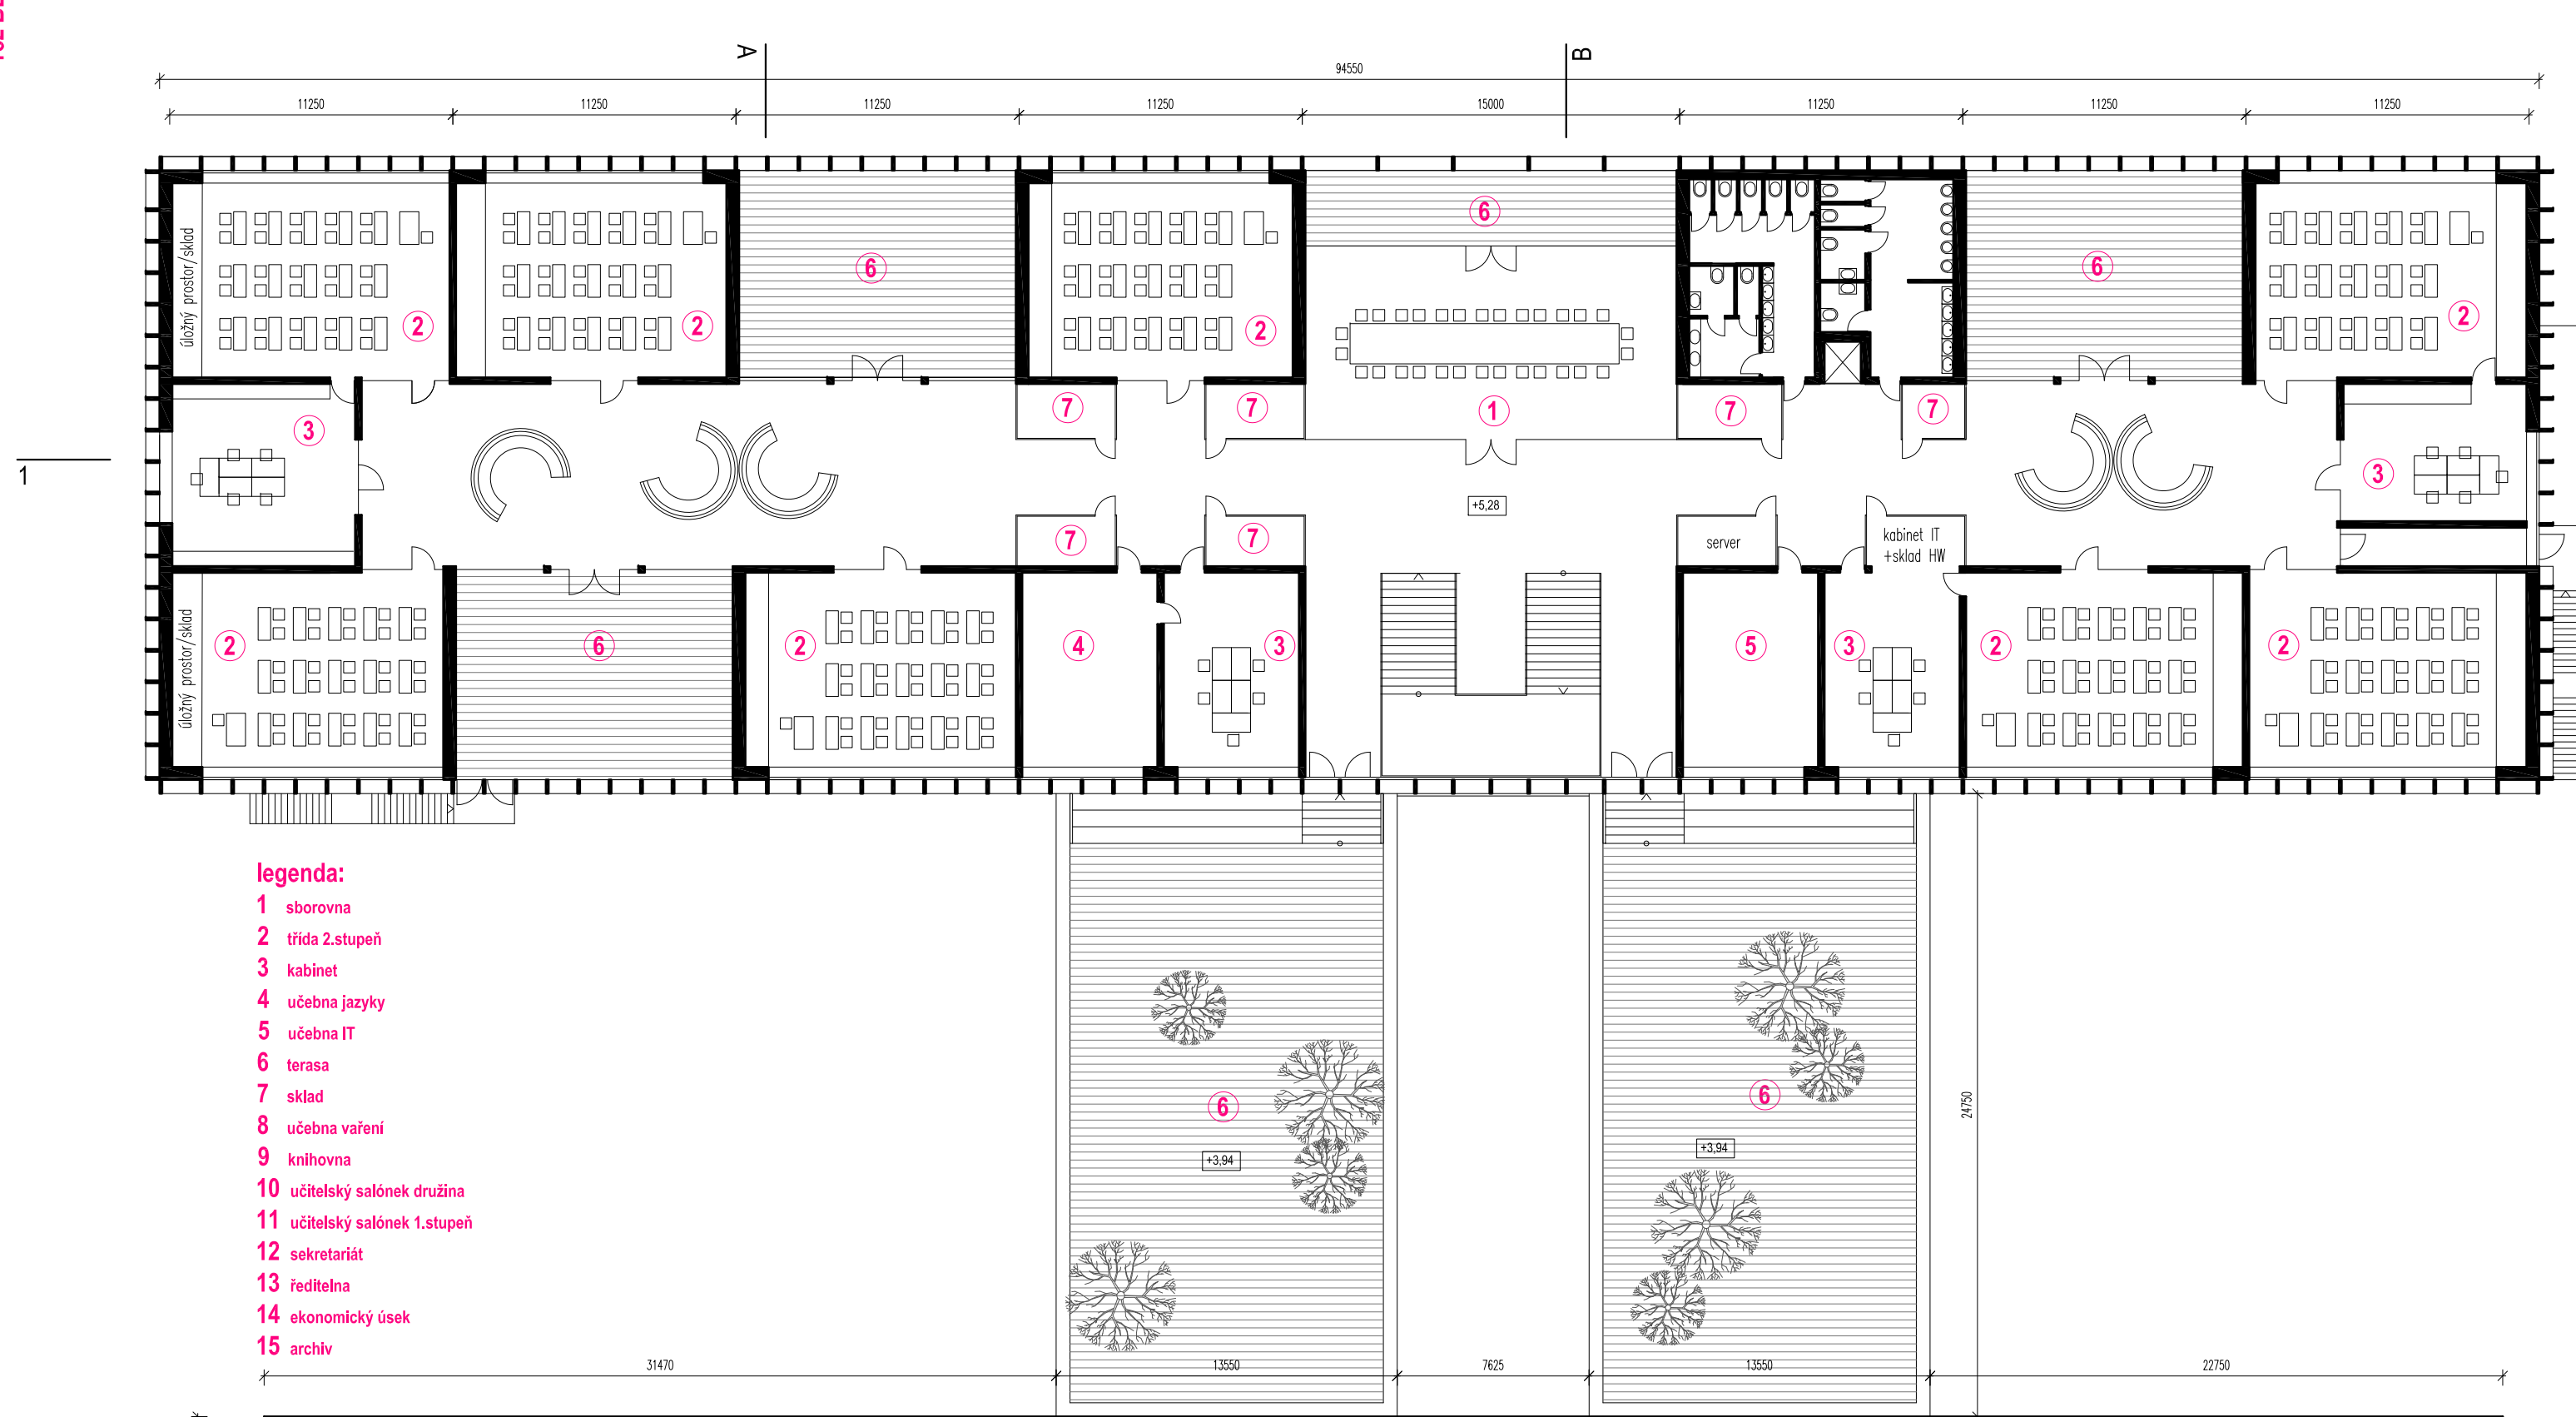 A
B
94550
11250
11250
11250
11250
15000
11250
11250
11250
úložný prostor/sklad
2
2
6
2
6
6
2
3
7
7
1
7
7
3
1
+5,28
7
7
server
kabinet IT
+sklad HW
úložný prostor/sklad
2
6
2
4
3
5
3
2
2
legenda:
1 sborovna
2 třída 2.stupeň
3 kabinet
4 učebna jazyky
5 učebna IT
6 terasa
7 sklad
8 učebna vaření
9 knihovna
10 učitelský salónek družina
11 učitelský salónek 1.stupeň
12 sekretariát
13 ředitelna
14 ekonomický úsek
15 archiv
6
6
+3,94
+3,94
24750
31470
13550
7625
13550
22750